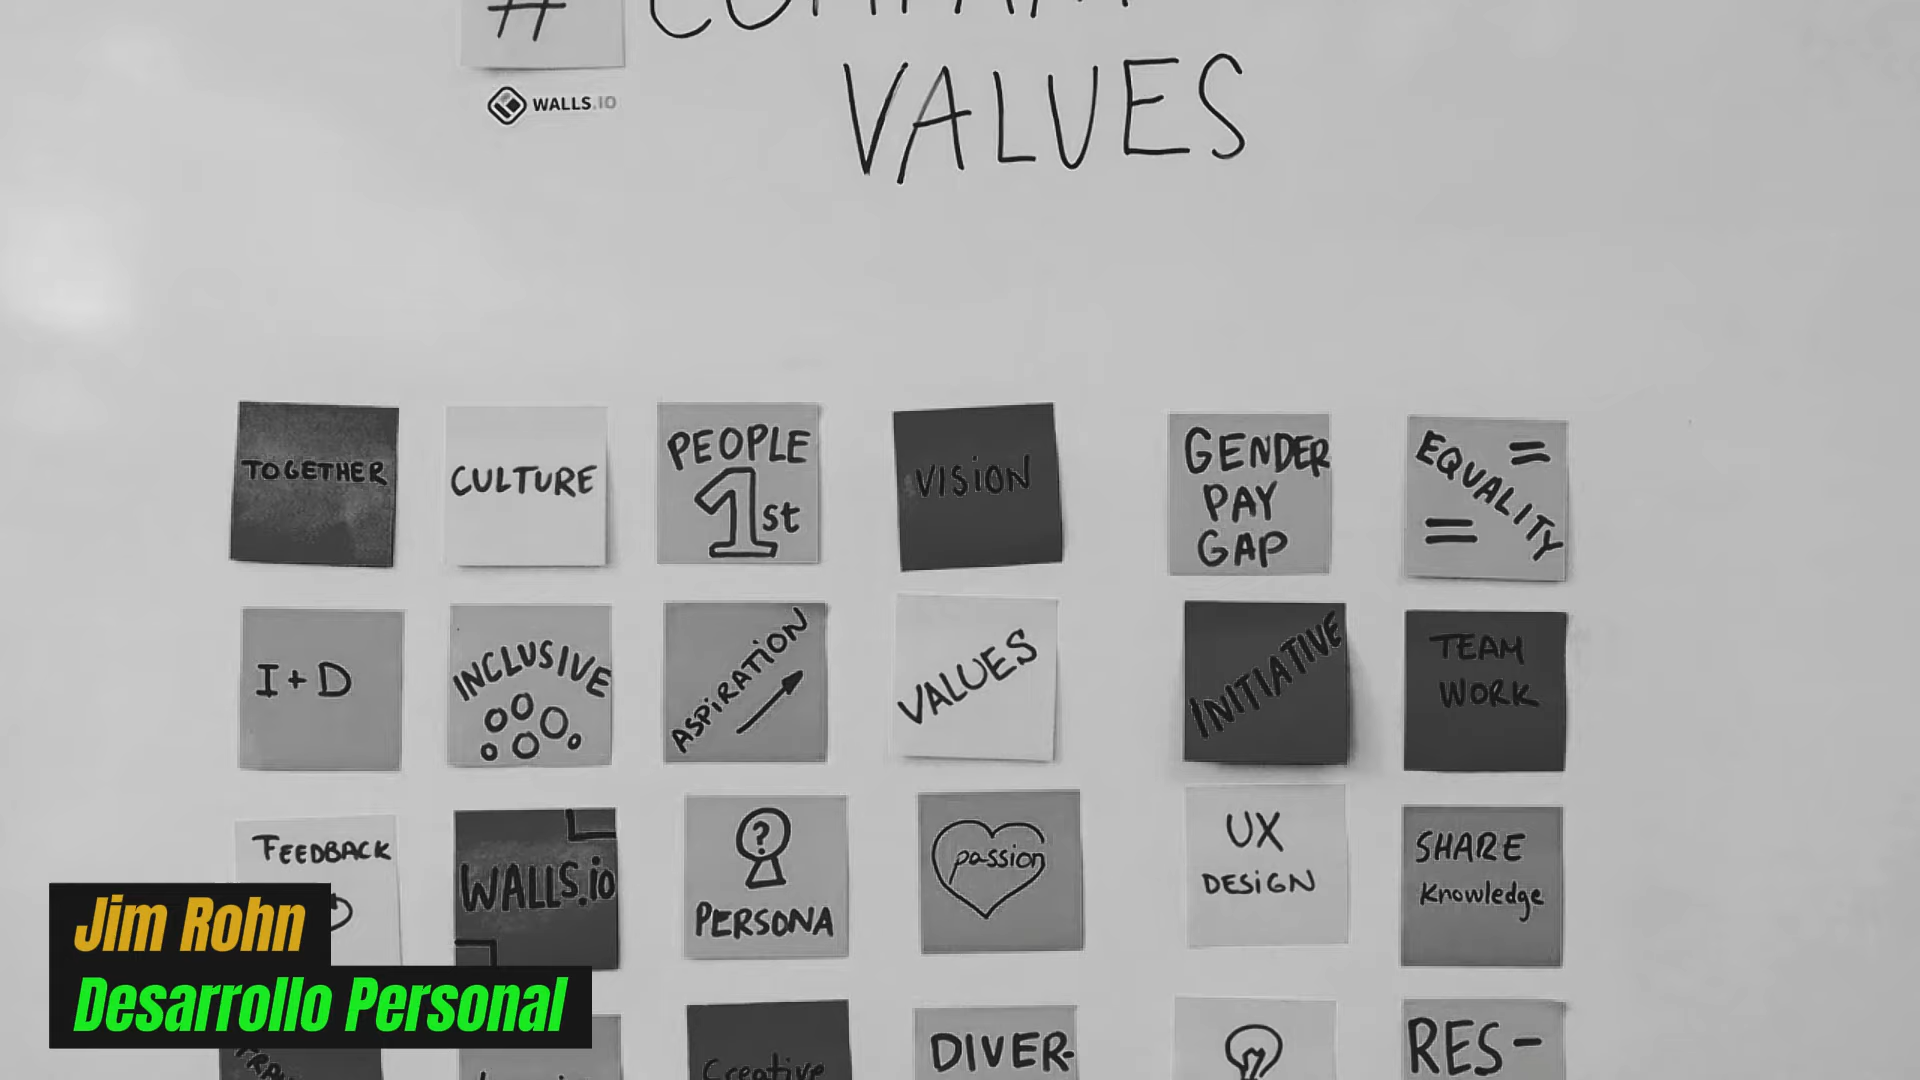 #
VALUES
WALLS.IO
TOGETHER
CULTURE
PEOPLE
1st
VISION
GENDER
PAY
GAP
=
EQUALITY
=
I+D
INCLUSIVE
ASPIRATION
VALUES
INITIATIVE
TEAM
WORK
FEEDBACK
WALLS.io
?
PERSONA
passion
UX
DESIGN
SHARE
Knowledge
Jim Rohn
Desarrollo Personal
Creative
DIVER-
RES-